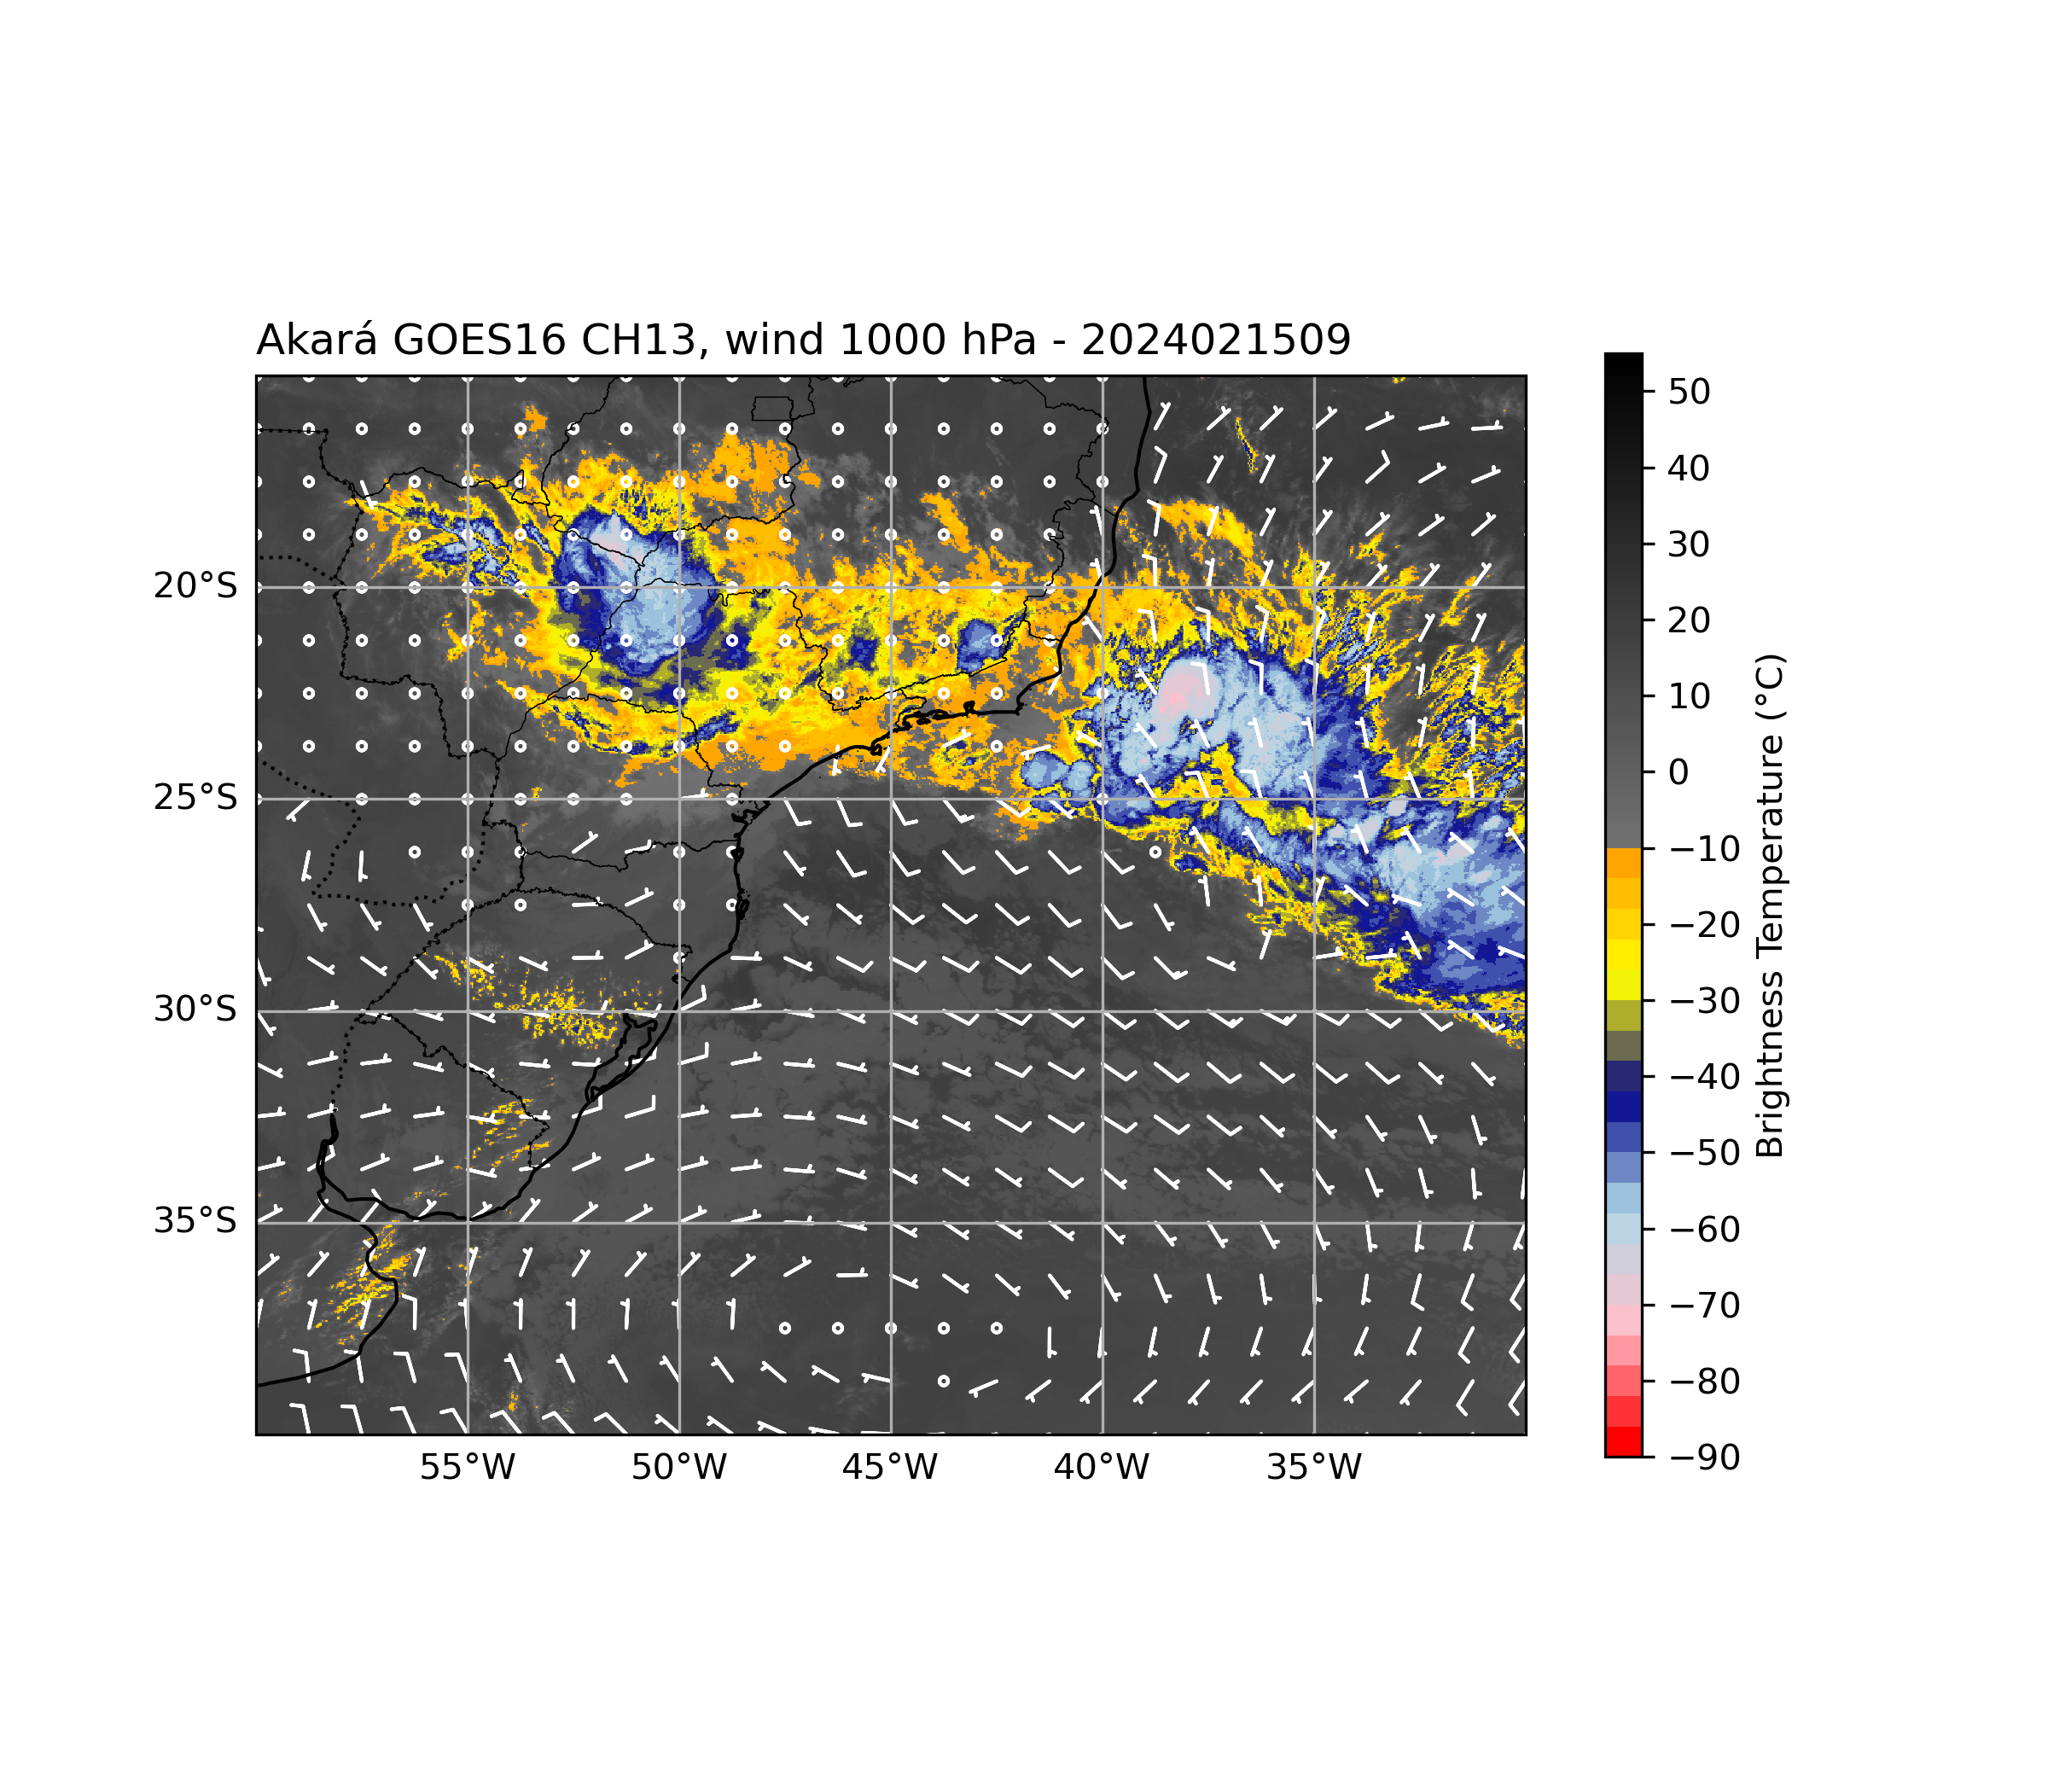 Akará GOES16 CH13, wind 1000 hPa - 2024021509
20°S
25°S
30°S
35°S
55°W
50°W
45°W
40°W
35°W
50
40
30
20
10
0
−10
−20
−30
−40
−50
−60
−70
−80
−90
Brightness Temperature (°C)